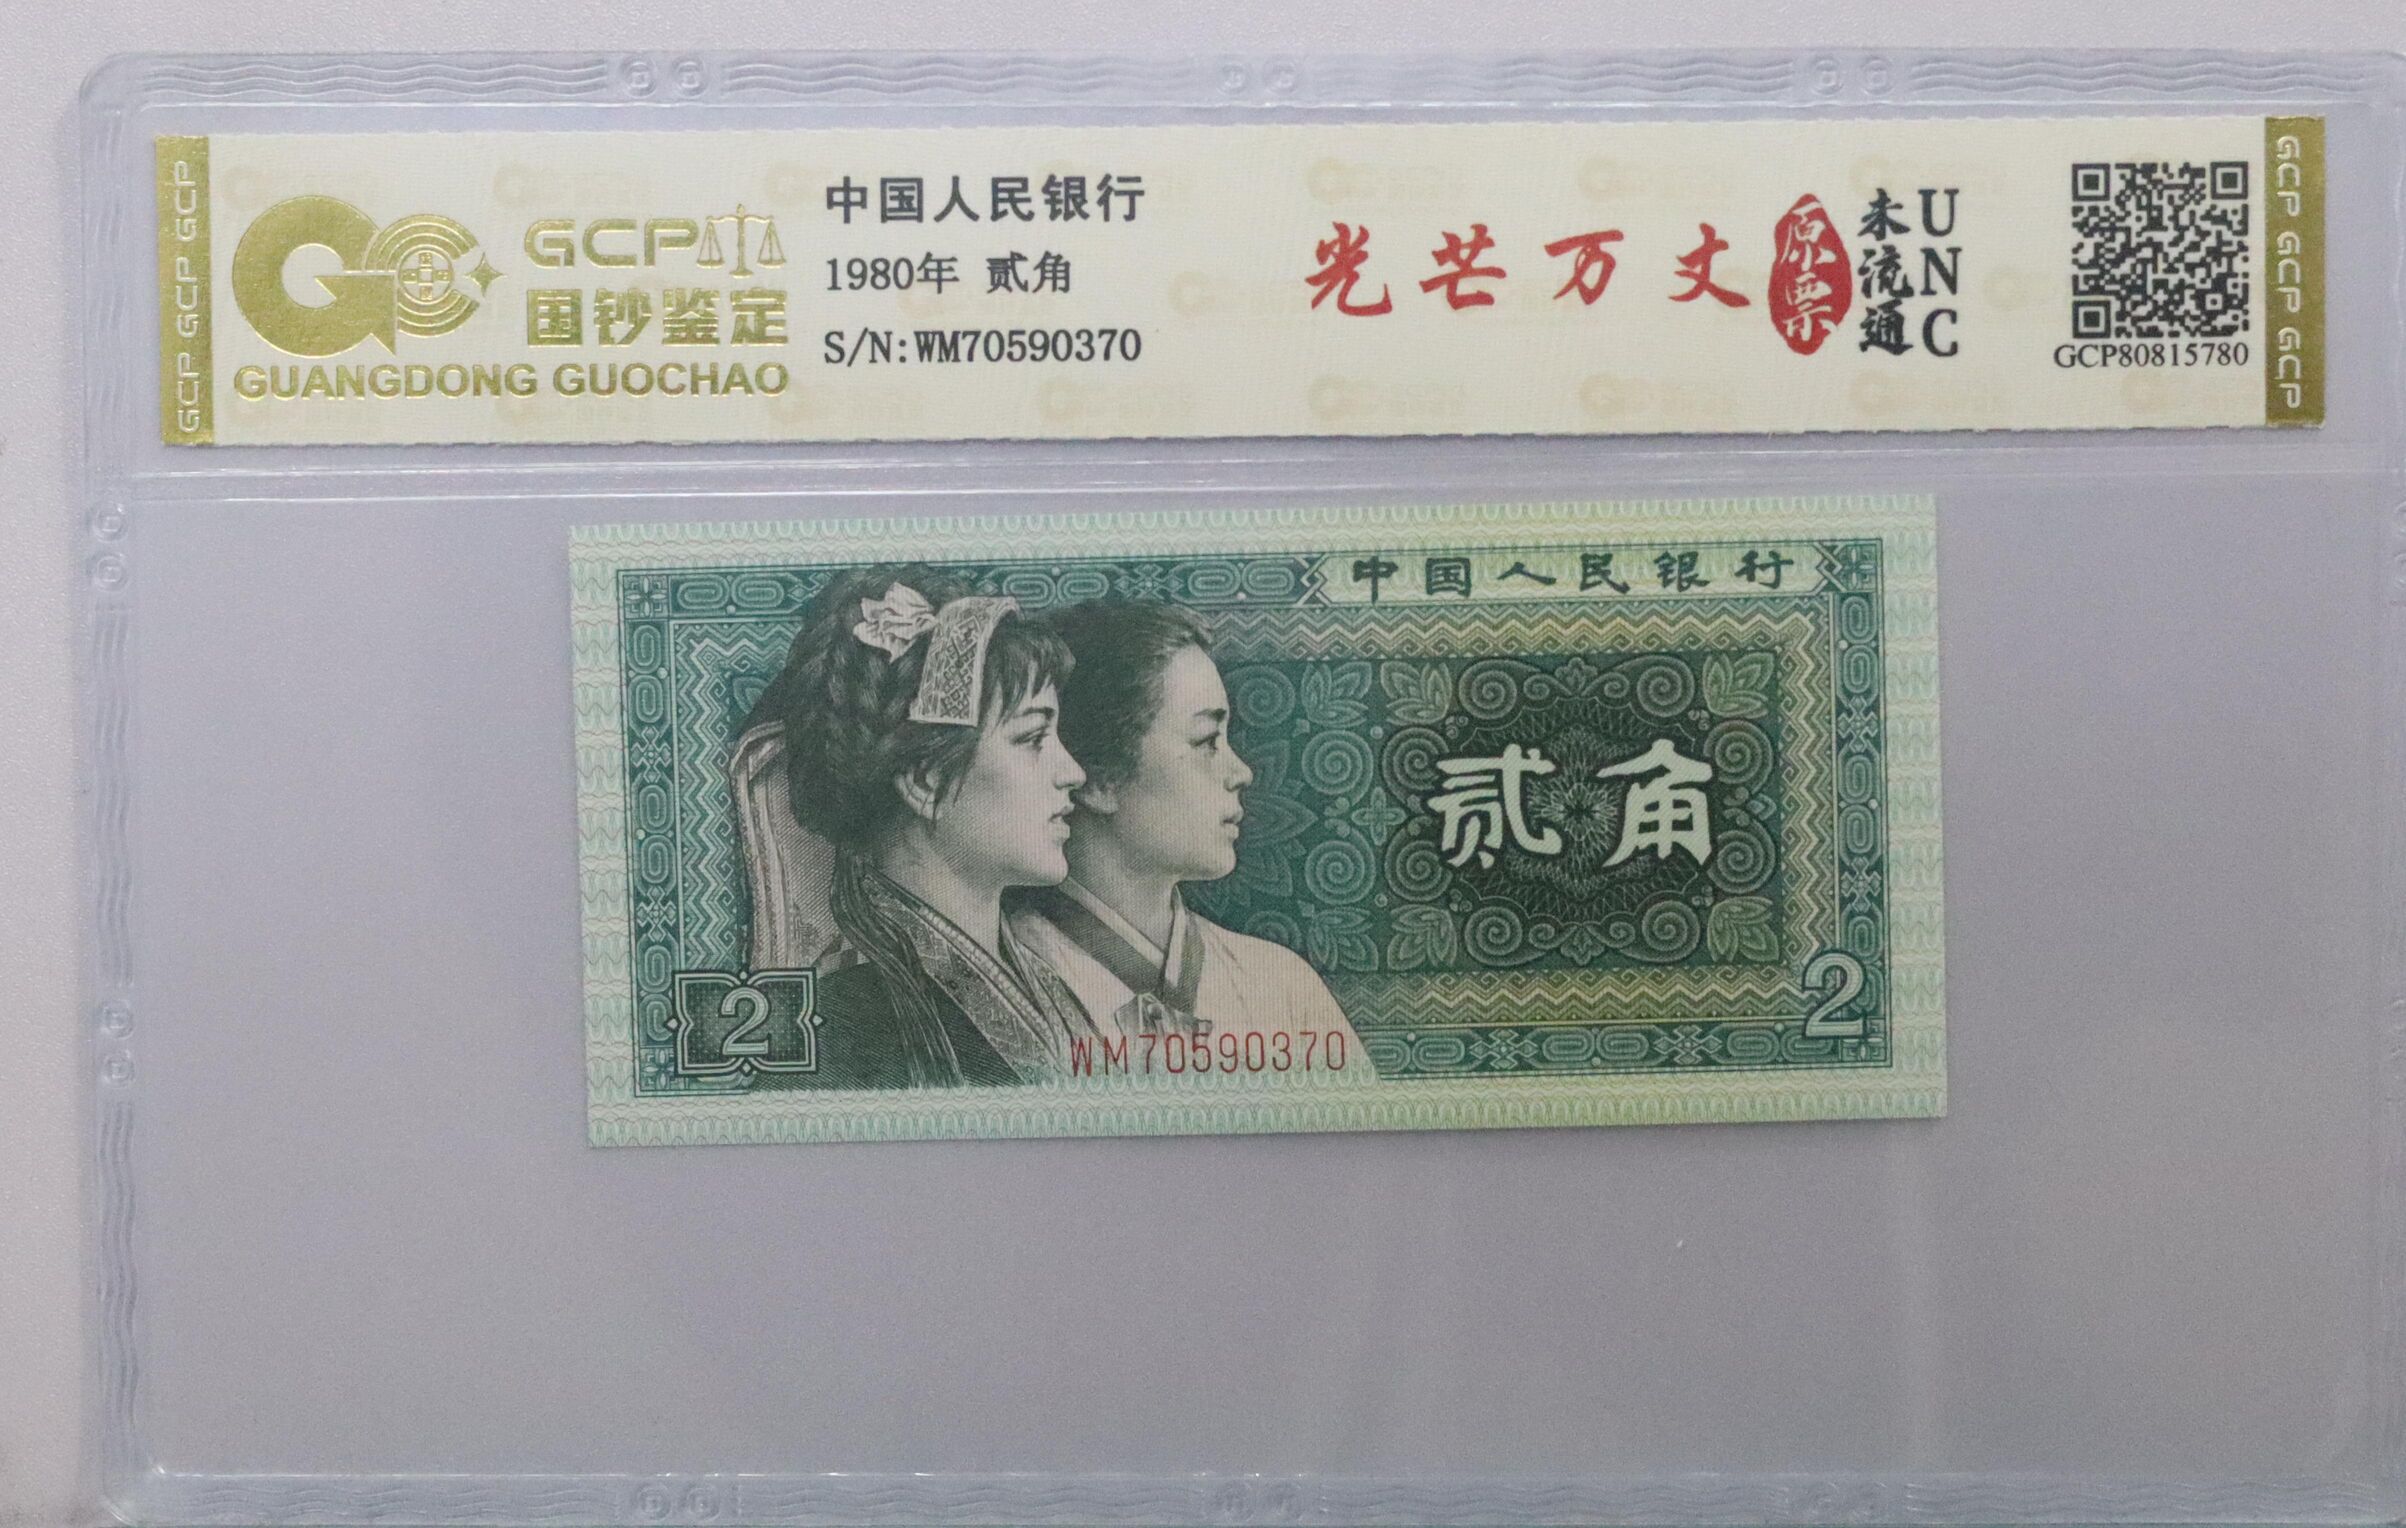 GCP GCP GCP
GCP
国钞鉴定
GUANGDONG GUOCHAO
中国人民银行
1980年 贰角
S/N:WM70590370
光芒万丈
原票
未流通
UNC
GCP80815780
GCP GCP GCP
中国人民银行
贰角
2
2
WM70590370